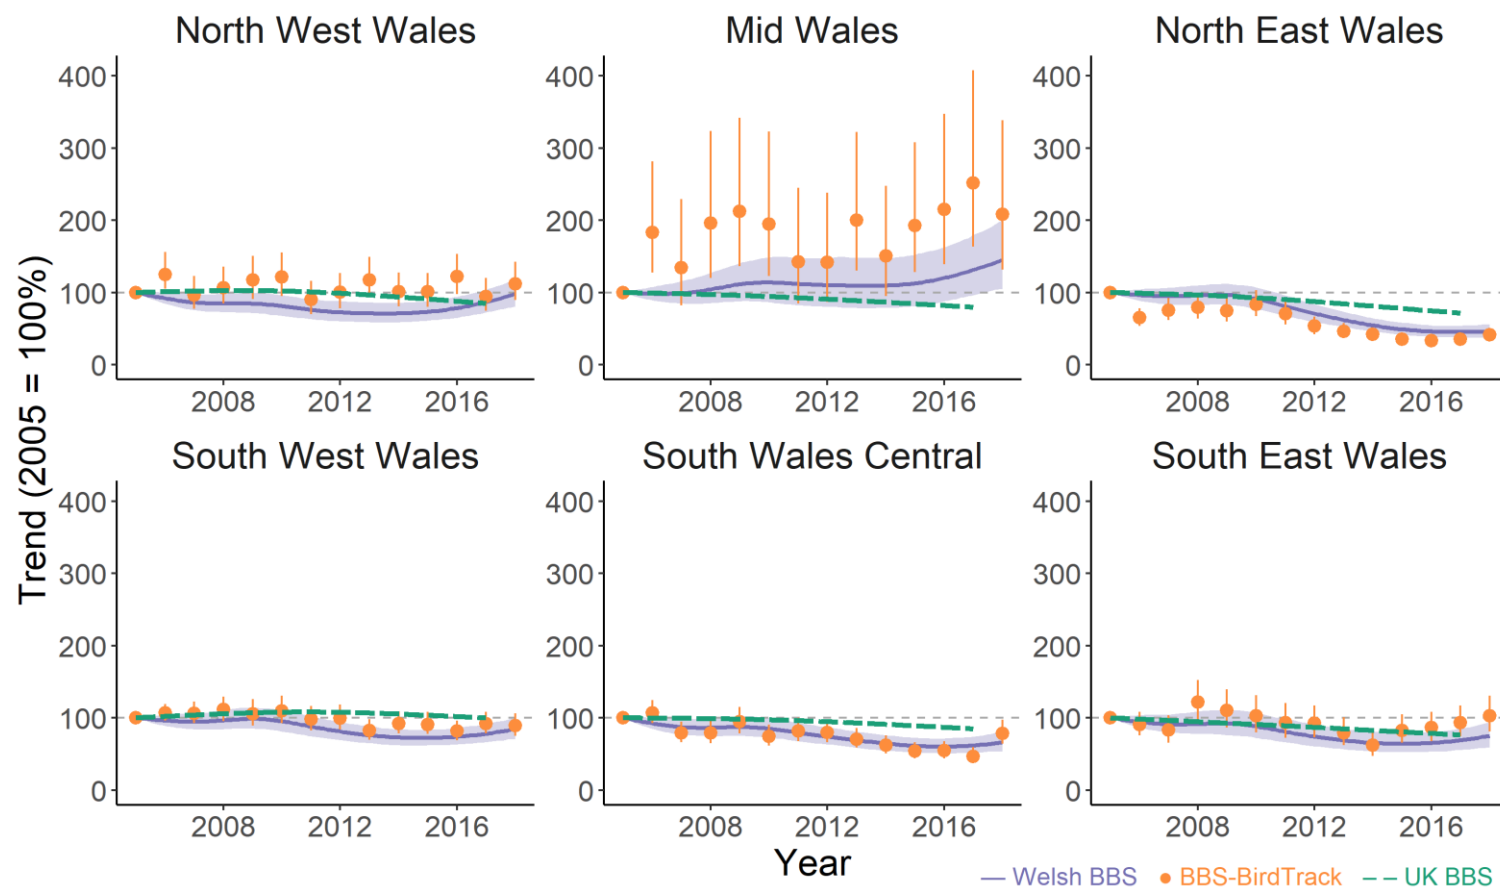 North West Wales
Mid Wales
North East Wales
400
300
200
100
0
400
300
200
100
0
400
300
200
100
0
2008 2012 2016
2008 2012 2016
2008 2012 2016
Trend (2005 = 100%)
South West Wales
South Wales Central
South East Wales
400
300
200
100
0
400
300
200
100
0
400
300
200
100
0
2008 2012 2016
2008 2012 2016
2008 2012 2016
Year
Welsh BBS BBS-BirdTrack UK BBS